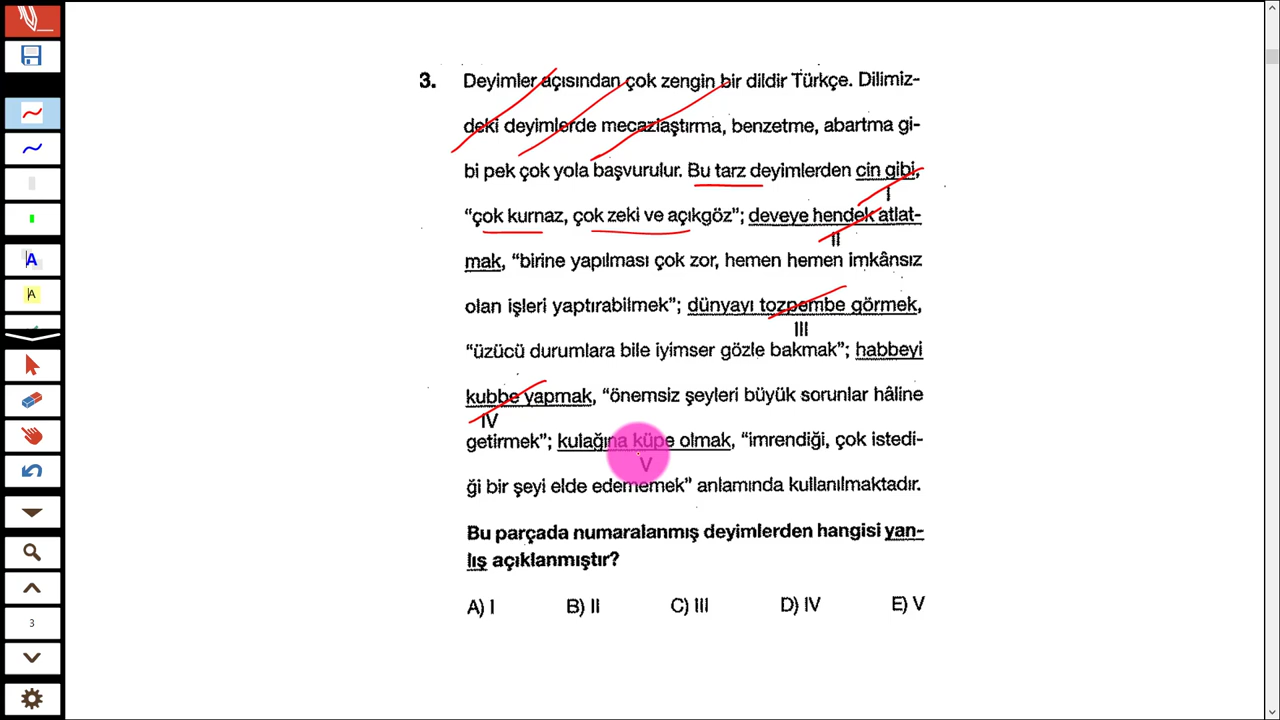 3. Deyimler açısından çok zengin bir dildir Türkçe. Dilimiz-
deki deyimlerde mecazlaştırma, benzetme, abartma gi-
bi pek çok yola başvurulur. Bu tarz deyimlerden cin gibi,
I
"çok kurnaz, çok zeki ve açıkgöz"; deveye hendek atlat-
II
mak, "birine yapılması çok zor, hemen hemen imkânsız
olan işleri yaptırabilmek"; dünyayı tozpembe görmek,
III
"üzücü durumlara bile iyimser gözle bakmak"; habbeyi
kubbe yapmak, "önemsiz şeyleri büyük sorunlar hâline
IV
getirmek"; kulağına küpe olmak, "imrendiği, çok istedi-
V
ği bir şeyi elde edememek" anlamında kullanılmaktadır.
Bu parçada numaralanmış deyimlerden hangisi yan-
lış açıklanmıştır?
A) I B) II C) III D) IV E) V
A
A
3